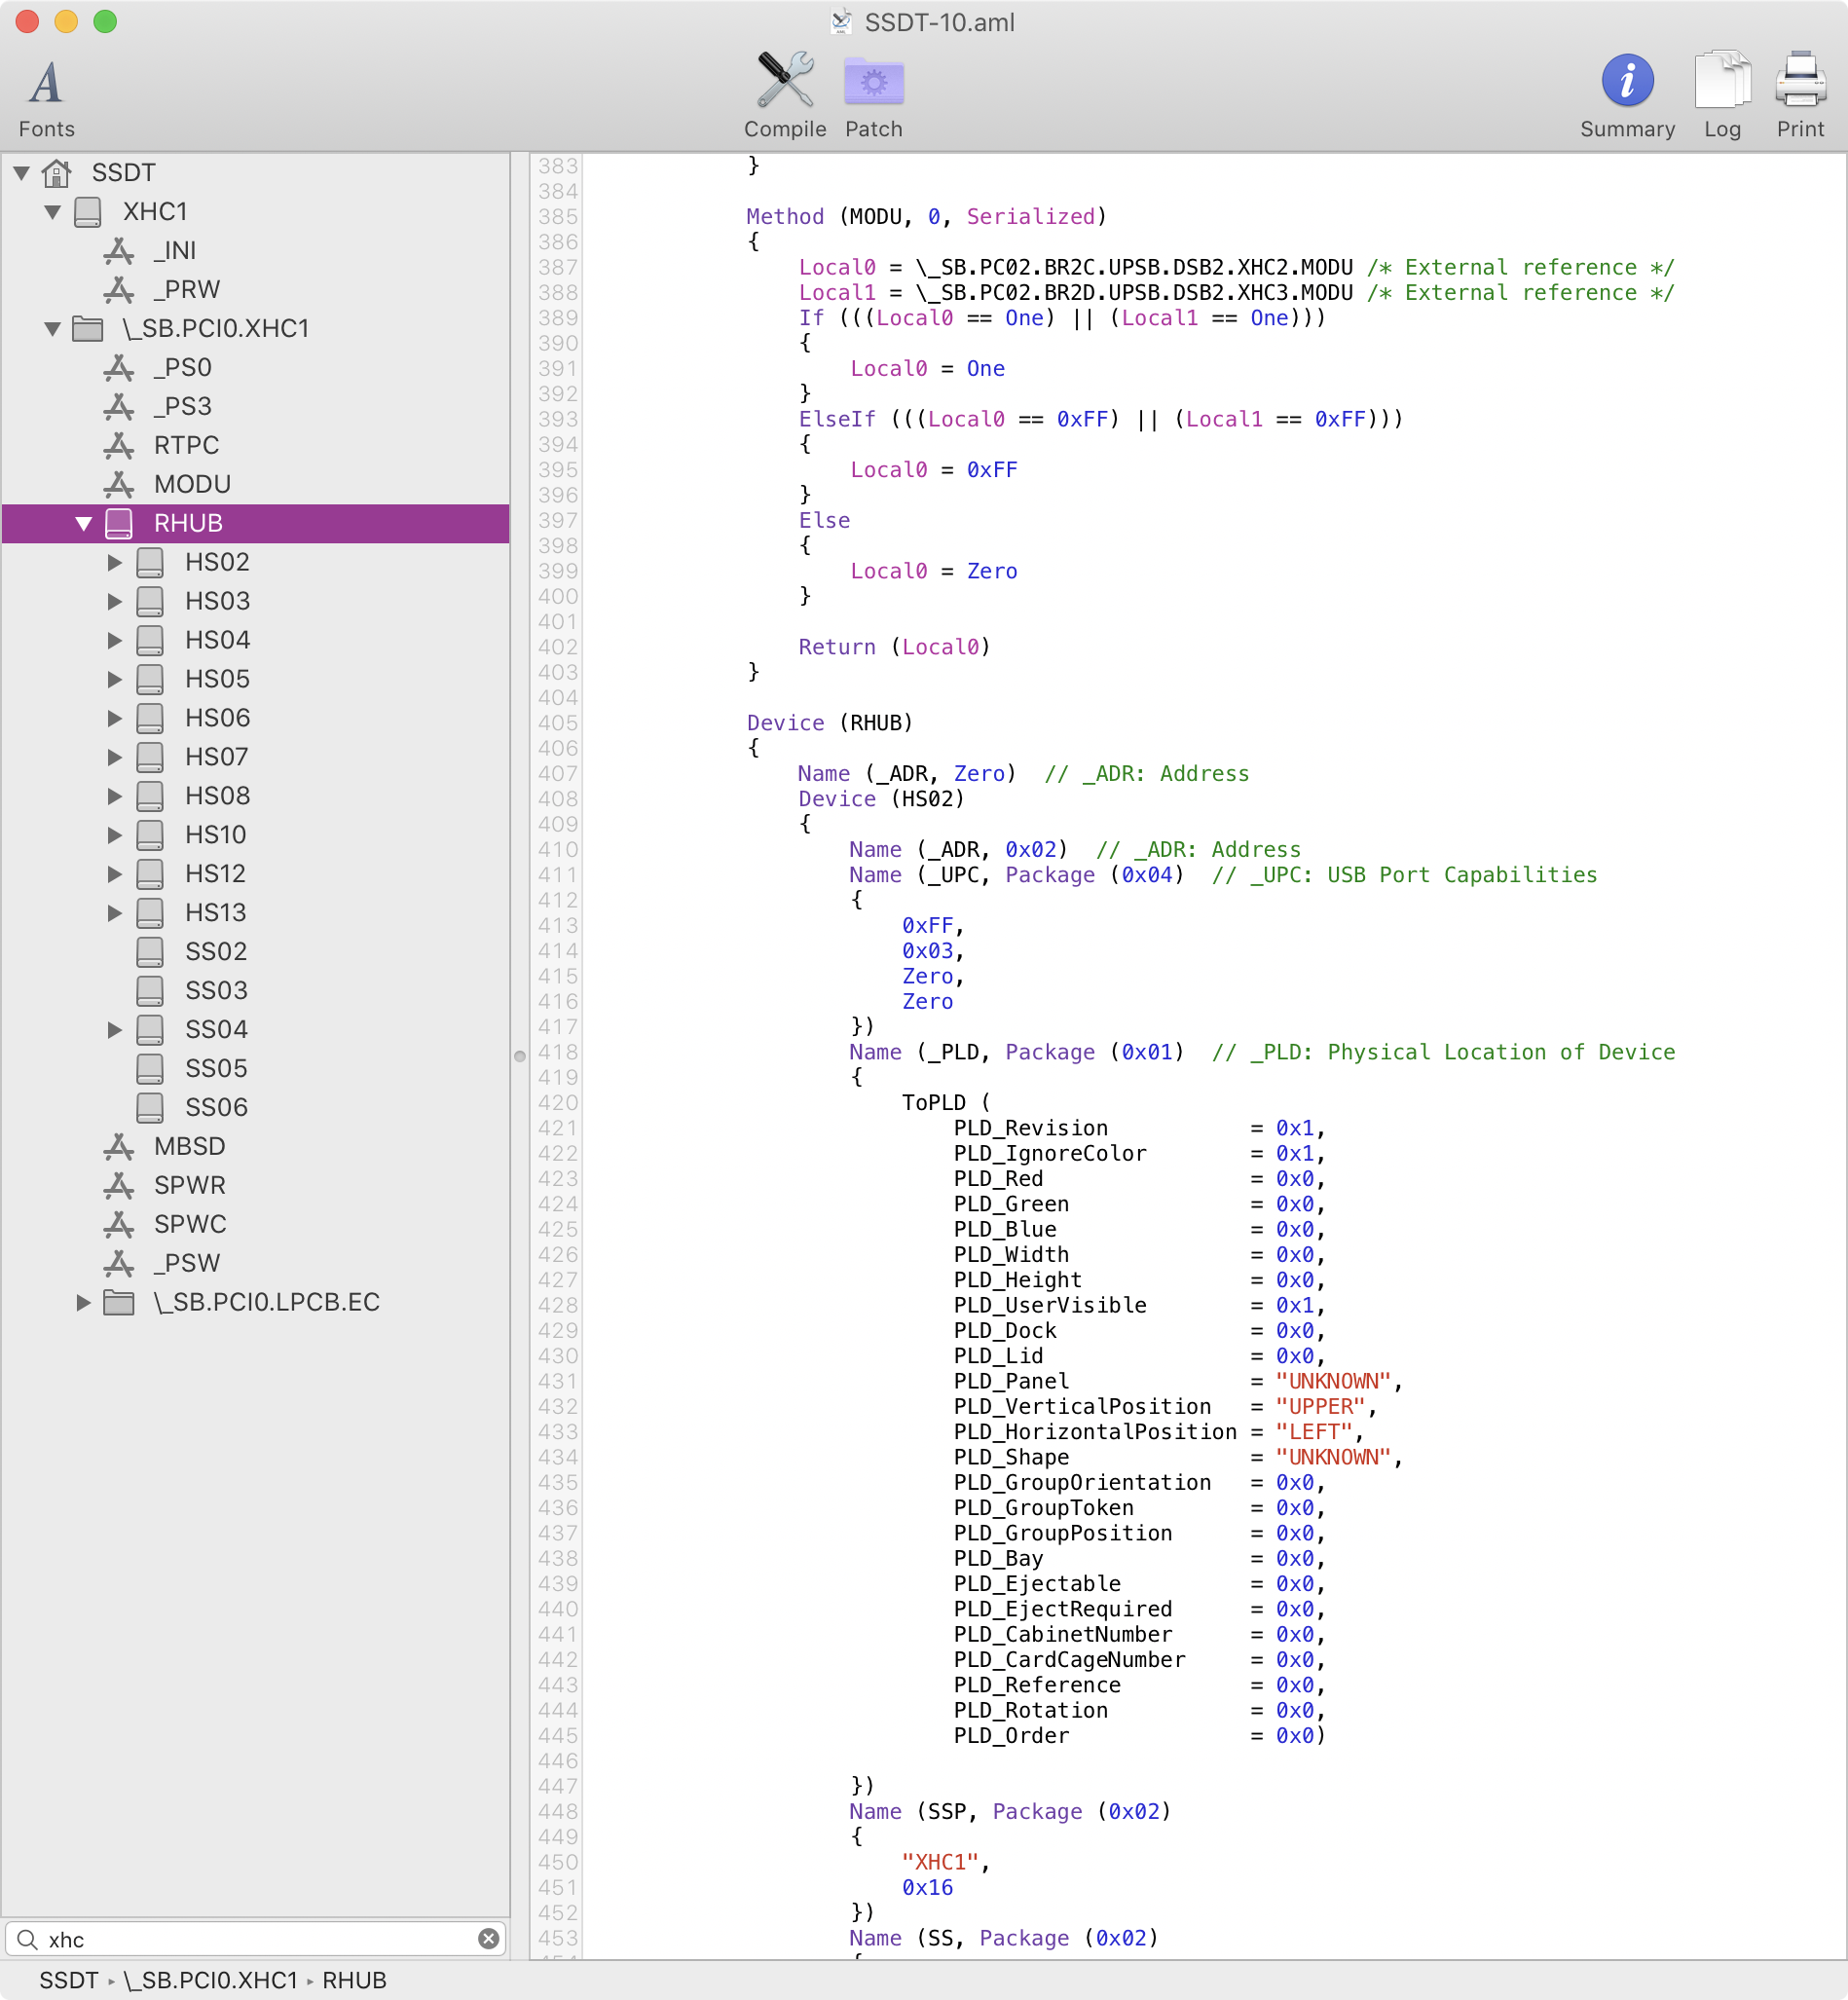 SSDT-10.aml
Fonts
Compile
Patch
Summary
Log
Print
SSDT
XHC1
_INI
_PRW
\_SB.PCI0.XHC1
_PS0
_PS3
RTPC
MODU
RHUB
HS02
HS03
HS04
HS05
HS06
HS07
HS08
HS10
HS12
HS13
SS02
SS03
SS04
SS05
SS06
MBSD
SPWR
SPWC
_PSW
\_SB.PCI0.LPCB.EC
xhc
383 }
384
385 Method (MODU, 0, Serialized)
386 {
387 Local0 = \_SB.PC02.BR2C.UPSB.DSB2.XHC2.MODU /* External reference */
388 Local1 = \_SB.PC02.BR2D.UPSB.DSB2.XHC3.MODU /* External reference */
389 If (((Local0 == One) || (Local1 == One)))
390 {
391 Local0 = One
392 }
393 ElseIf (((Local0 == 0xFF) || (Local1 == 0xFF)))
394 {
395 Local0 = 0xFF
396 }
397 Else
398 {
399 Local0 = Zero
400 }
401
402 Return (Local0)
403 }
404
405 Device (RHUB)
406 {
407 Name (_ADR, Zero)  // _ADR: Address
408 Device (HS02)
409 {
410 Name (_ADR, 0x02)  // _ADR: Address
411 Name (_UPC, Package (0x04)  // _UPC: USB Port Capabilities
412 {
413 0xFF,
414 0x03,
415 Zero,
416 Zero
417 })
418 Name (_PLD, Package (0x01)  // _PLD: Physical Location of Device
419 {
420 ToPLD (
421 PLD_Revision = 0x1,
422 PLD_IgnoreColor = 0x1,
423 PLD_Red = 0x0,
424 PLD_Green = 0x0,
425 PLD_Blue = 0x0,
426 PLD_Width = 0x0,
427 PLD_Height = 0x0,
428 PLD_UserVisible = 0x1,
429 PLD_Dock = 0x0,
430 PLD_Lid = 0x0,
431 PLD_Panel = "UNKNOWN",
432 PLD_VerticalPosition = "UPPER",
433 PLD_HorizontalPosition = "LEFT",
434 PLD_Shape = "UNKNOWN",
435 PLD_GroupOrientation = 0x0,
436 PLD_GroupToken = 0x0,
437 PLD_GroupPosition = 0x0,
438 PLD_Bay = 0x0,
439 PLD_Ejectable = 0x0,
440 PLD_EjectRequired = 0x0,
441 PLD_CabinetNumber = 0x0,
442 PLD_CardCageNumber = 0x0,
443 PLD_Reference = 0x0,
444 PLD_Rotation = 0x0,
445 PLD_Order = 0x0)
446
447 })
448 Name (SSP, Package (0x02)
449 {
450 "XHC1",
451 0x16
452 })
453 Name (SS, Package (0x02)
SSDT ▸ \_SB.PCI0.XHC1 ▸ RHUB